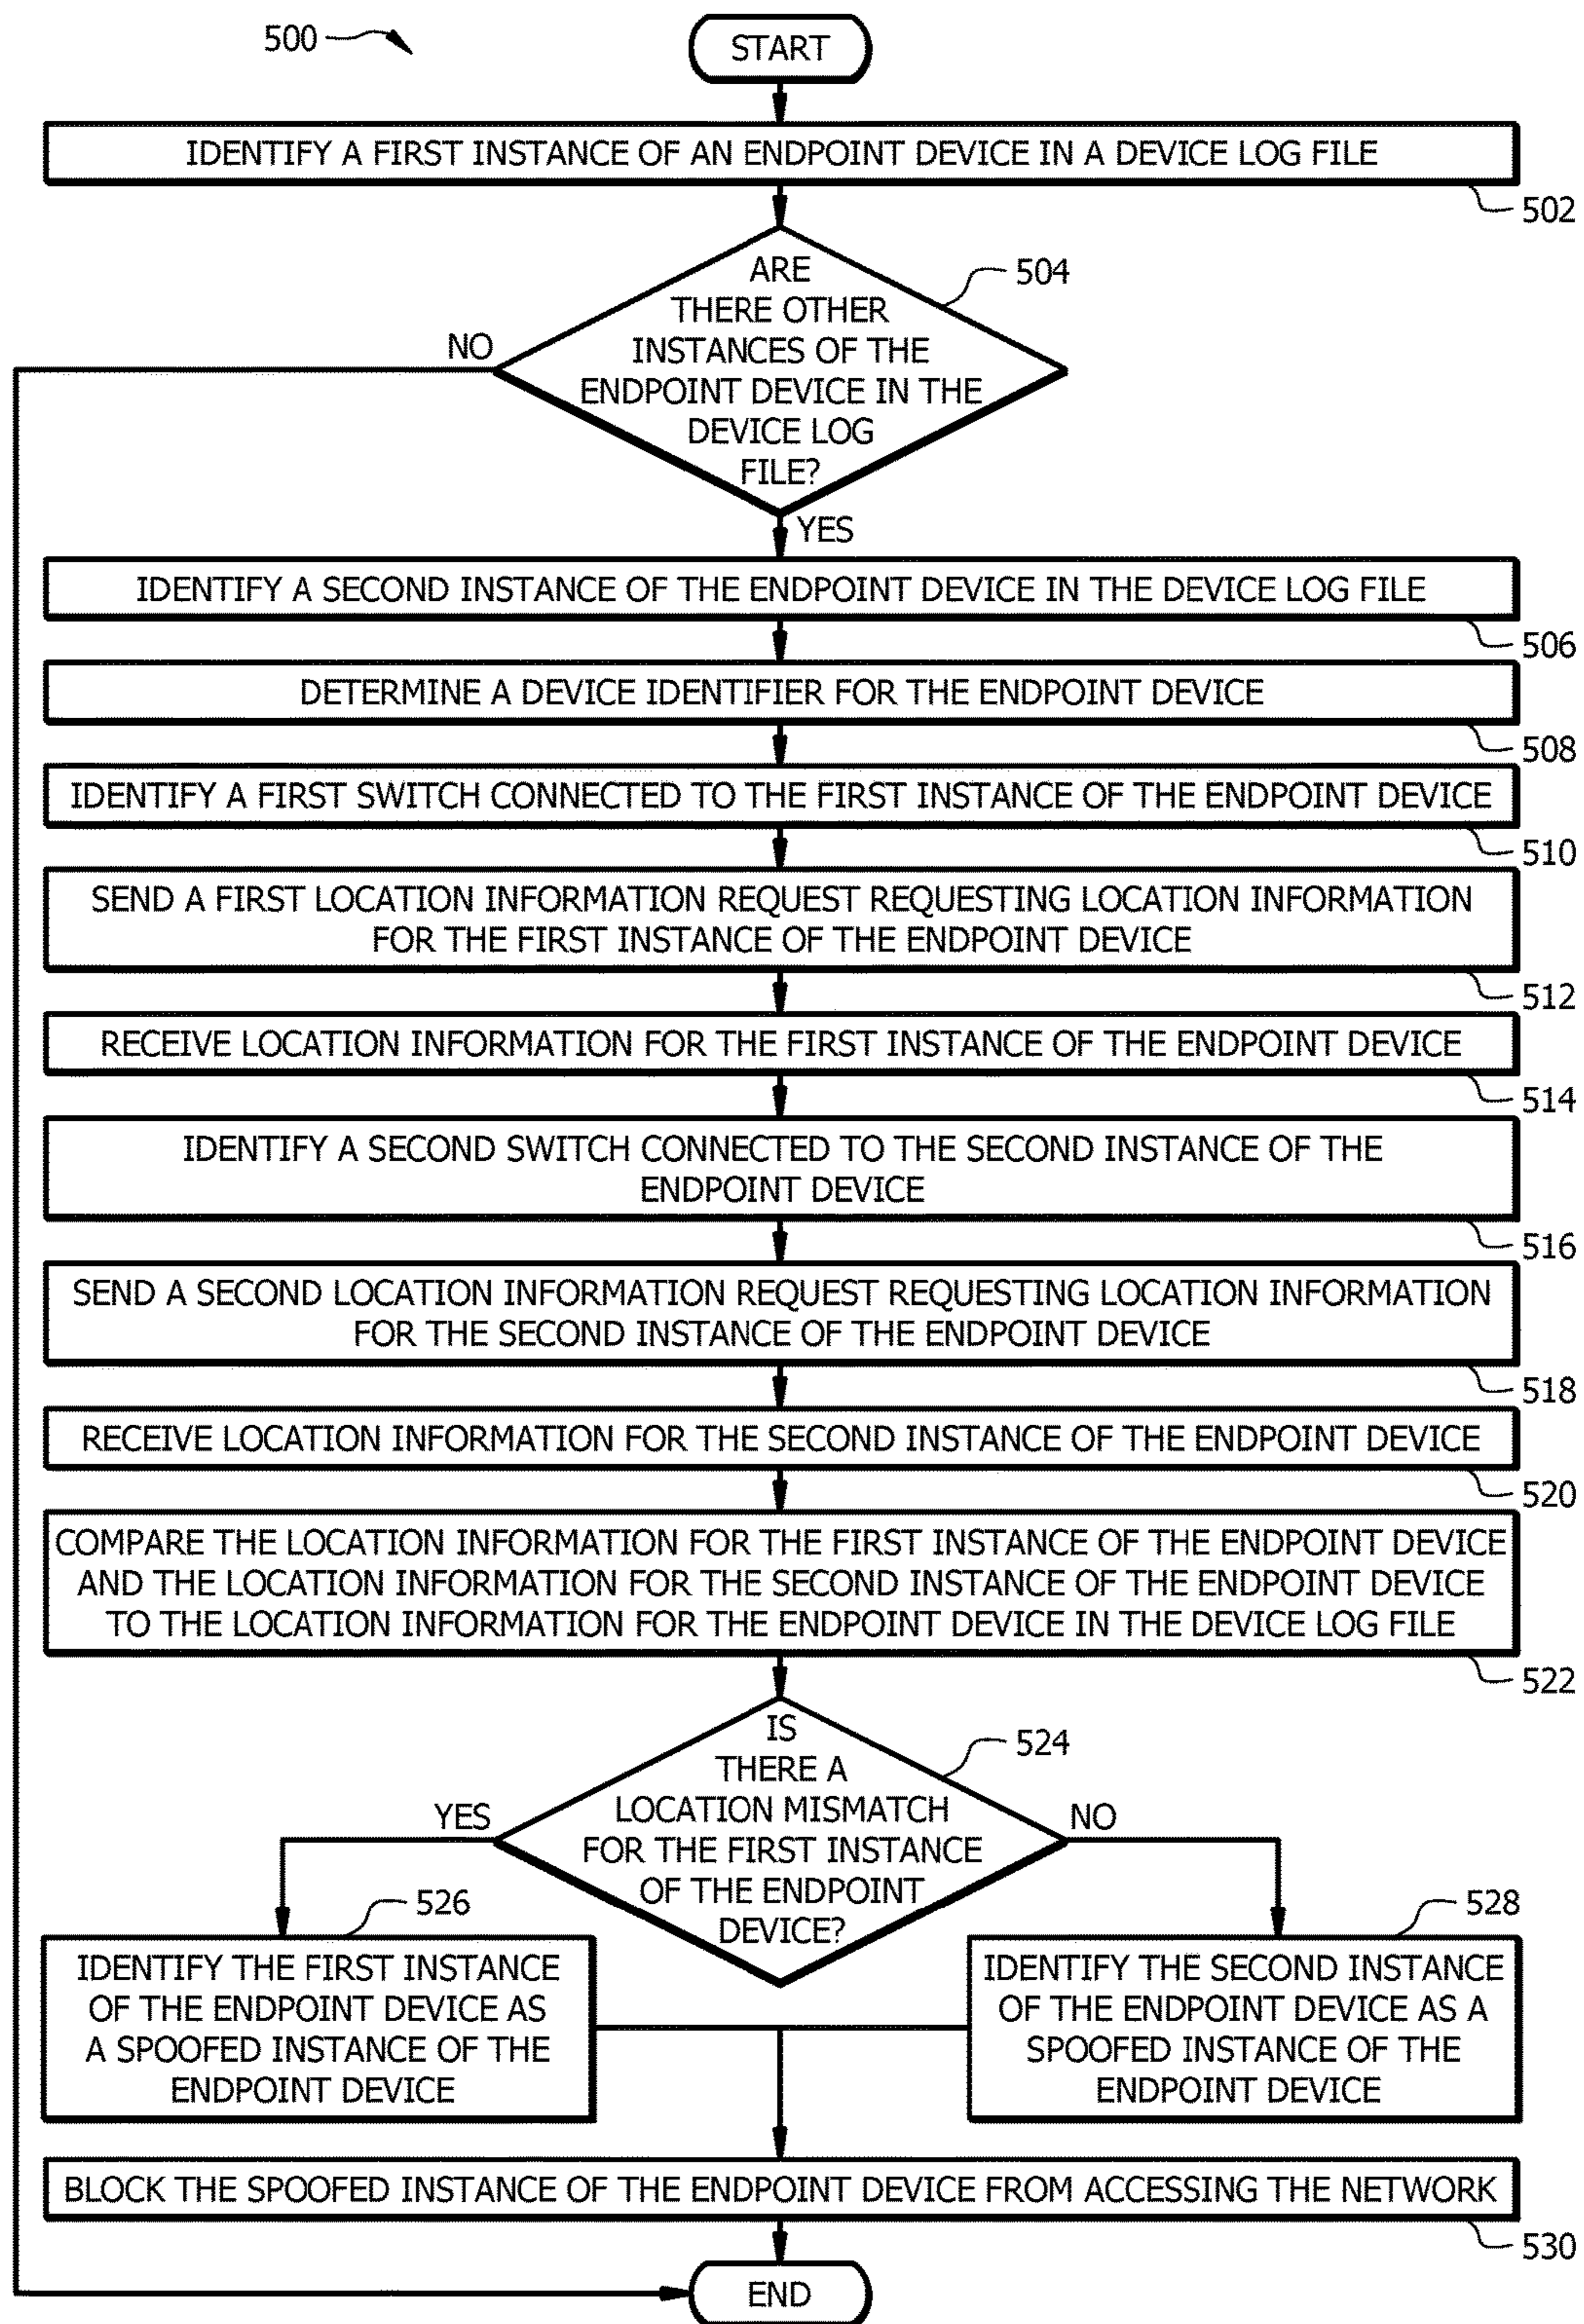 500
START
IDENTIFY A FIRST INSTANCE OF AN ENDPOINT DEVICE IN A DEVICE LOG FILE
502
ARE
THERE OTHER
INSTANCES OF THE
ENDPOINT DEVICE IN THE
DEVICE LOG
FILE?
504
NO
YES
IDENTIFY A SECOND INSTANCE OF THE ENDPOINT DEVICE IN THE DEVICE LOG FILE
506
DETERMINE A DEVICE IDENTIFIER FOR THE ENDPOINT DEVICE
508
IDENTIFY A FIRST SWITCH CONNECTED TO THE FIRST INSTANCE OF THE ENDPOINT DEVICE
510
SEND A FIRST LOCATION INFORMATION REQUEST REQUESTING LOCATION INFORMATION
FOR THE FIRST INSTANCE OF THE ENDPOINT DEVICE
512
RECEIVE LOCATION INFORMATION FOR THE FIRST INSTANCE OF THE ENDPOINT DEVICE
514
IDENTIFY A SECOND SWITCH CONNECTED TO THE SECOND INSTANCE OF THE
ENDPOINT DEVICE
516
SEND A SECOND LOCATION INFORMATION REQUEST REQUESTING LOCATION INFORMATION
FOR THE SECOND INSTANCE OF THE ENDPOINT DEVICE
518
RECEIVE LOCATION INFORMATION FOR THE SECOND INSTANCE OF THE ENDPOINT DEVICE
520
COMPARE THE LOCATION INFORMATION FOR THE FIRST INSTANCE OF THE ENDPOINT DEVICE
AND THE LOCATION INFORMATION FOR THE SECOND INSTANCE OF THE ENDPOINT DEVICE
TO THE LOCATION INFORMATION FOR THE ENDPOINT DEVICE IN THE DEVICE LOG FILE
522
IS
THERE A
LOCATION MISMATCH
FOR THE FIRST INSTANCE
OF THE ENDPOINT
DEVICE?
524
YES
NO
526
IDENTIFY THE FIRST INSTANCE
OF THE ENDPOINT DEVICE AS
A SPOOFED INSTANCE OF THE
ENDPOINT DEVICE
528
IDENTIFY THE SECOND INSTANCE
OF THE ENDPOINT DEVICE AS A
SPOOFED INSTANCE OF THE
ENDPOINT DEVICE
BLOCK THE SPOOFED INSTANCE OF THE ENDPOINT DEVICE FROM ACCESSING THE NETWORK
530
END